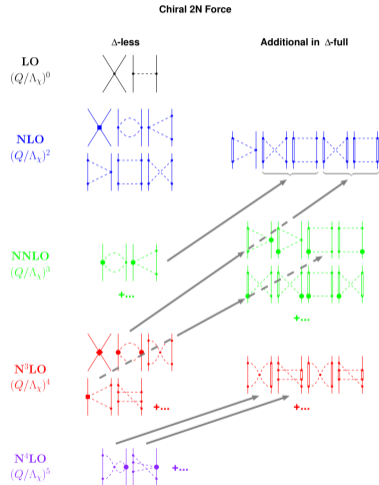 Chiral 2N Force
Δ-less Additional in Δ-full
LO
(Q/Λχ)⁰
NLO
(Q/Λχ)²
NNLO
(Q/Λχ)³
+...
+...
N³LO
(Q/Λχ)⁴
+...
+...
N⁴LO
(Q/Λχ)⁵
+...